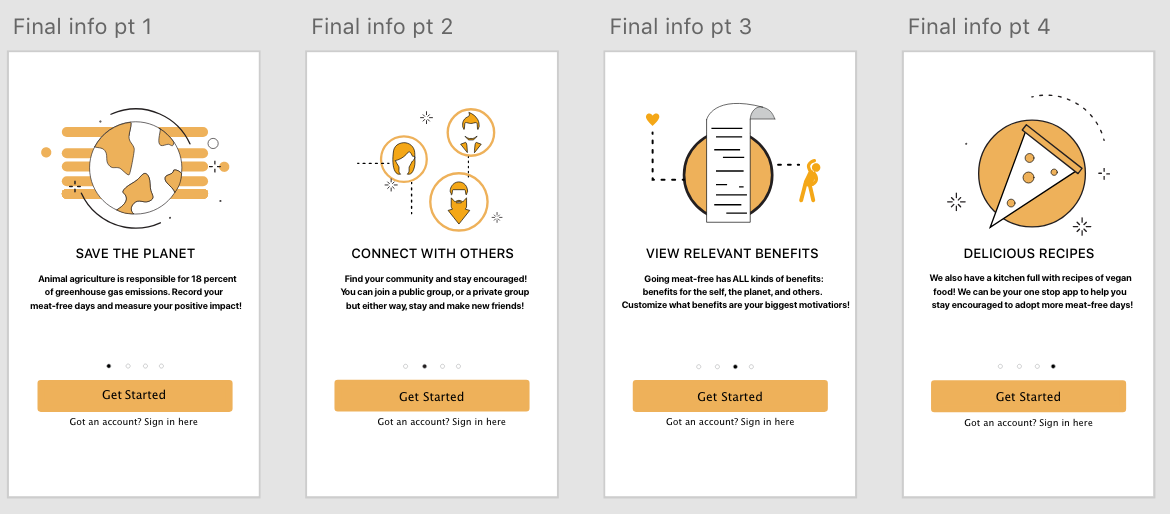 Final info pt 1
SAVE THE PLANET
Animal agriculture is responsible for 18 percent
of greenhouse gas emissions. Record your
meat-free days and measure your positive impact!
Get Started
Got an account? Sign in here
Final info pt 2
CONNECT WITH OTHERS
Find your community and stay encouraged!
You can join a public group, or a private group
but either way, stay and make new friends!
Get Started
Got an account? Sign in here
Final info pt 3
VIEW RELEVANT BENEFITS
Going meat-free has ALL kinds of benefits:
benefits for the self, the planet, and others.
Customize what benefits are your biggest motivatiors!
Get Started
Got an account? Sign in here
Final info pt 4
DELICIOUS RECIPES
We also have a kitchen full with recipes of vegan
food! We can be your one stop app to help you
stay encouraged to adopt more meat-free days!
Get Started
Got an account? Sign in here